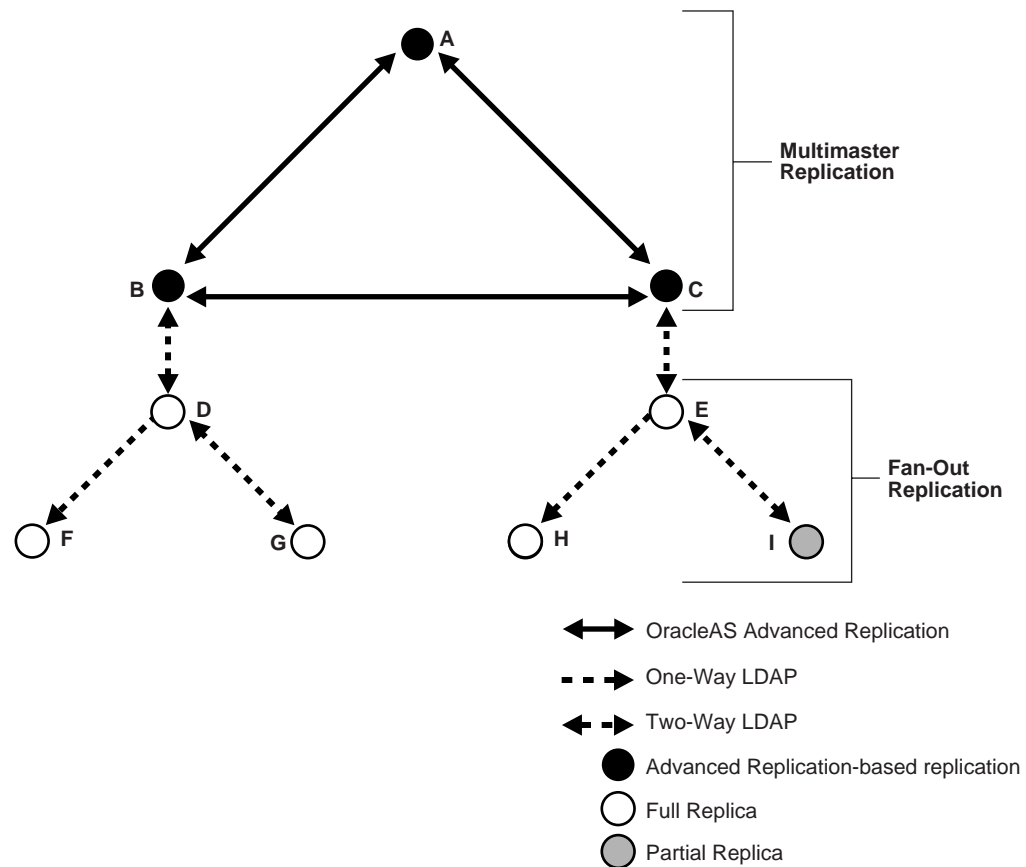 A
Multimaster
Replication
B
C
D
E
Fan-Out
Replication
F
G
H
I
OracleAS Advanced Replication
One-Way LDAP
Two-Way LDAP
Advanced Replication-based replication
Full Replica
Partial Replica